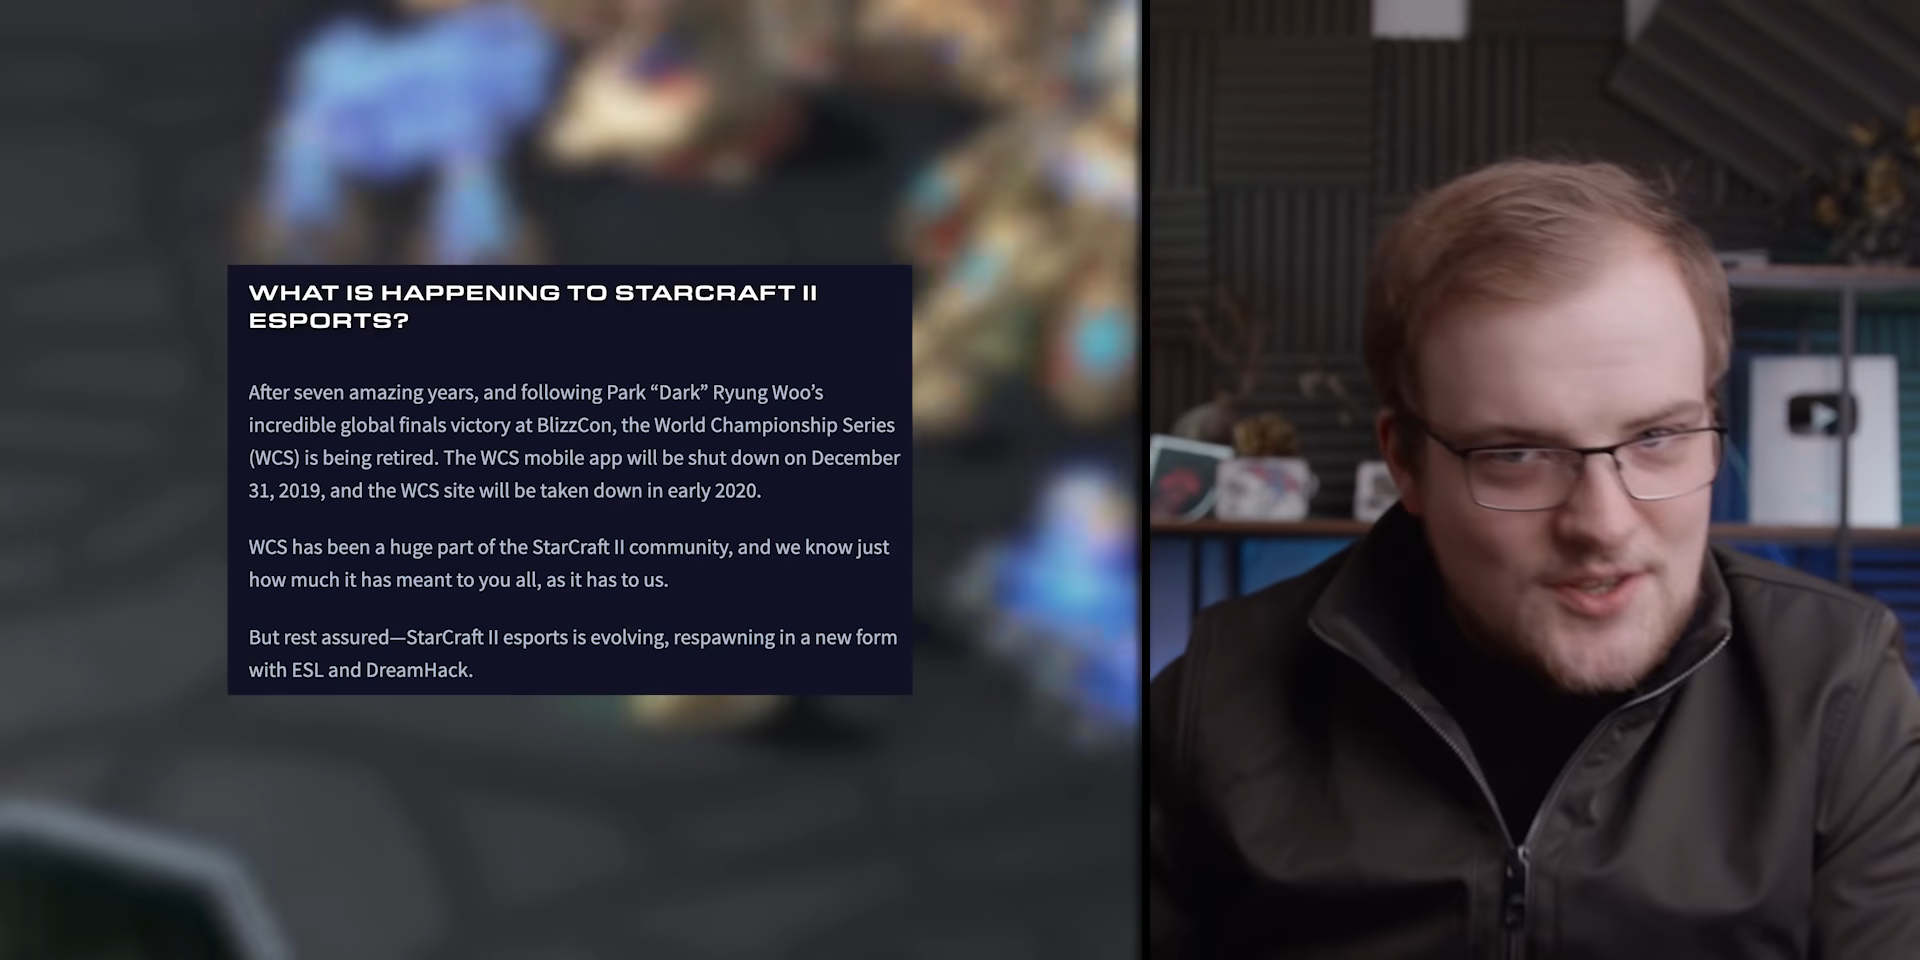 WHAT IS HAPPENING TO STARCRAFT II
ESPORTS?
After seven amazing years, and following Park “Dark” Ryung Woo’s
incredible global finals victory at BlizzCon, the World Championship Series
(WCS) is being retired. The WCS mobile app will be shut down on December
31, 2019, and the WCS site will be taken down in early 2020.
WCS has been a huge part of the StarCraft II community, and we know just
how much it has meant to you all, as it has to us.
But rest assured—StarCraft II esports is evolving, respawning in a new form
with ESL and DreamHack.